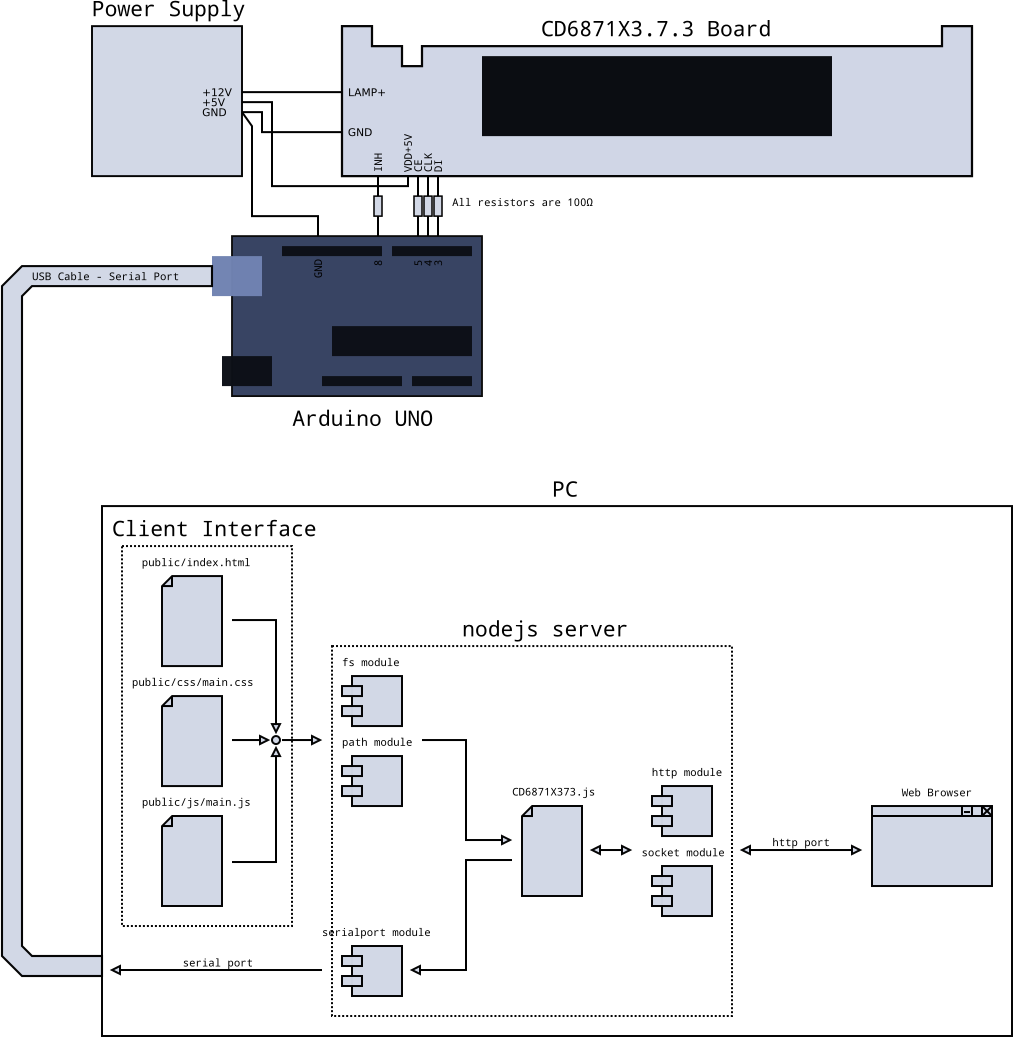 Power Supply
CD6871X3.7.3 Board
+12V
+5V
GND
LAMP+
GND
INH
VDD+5V
CE
CLK
DI
All resistors are 100Ω
USB Cable - Serial Port
GND
8
5
4
3
Arduino UNO
PC
Client Interface
public/index.html
public/css/main.css
public/js/main.js
nodejs server
fs module
path module
CD6871X373.js
http module
socket module
serialport module
serial port
http port
Web Browser